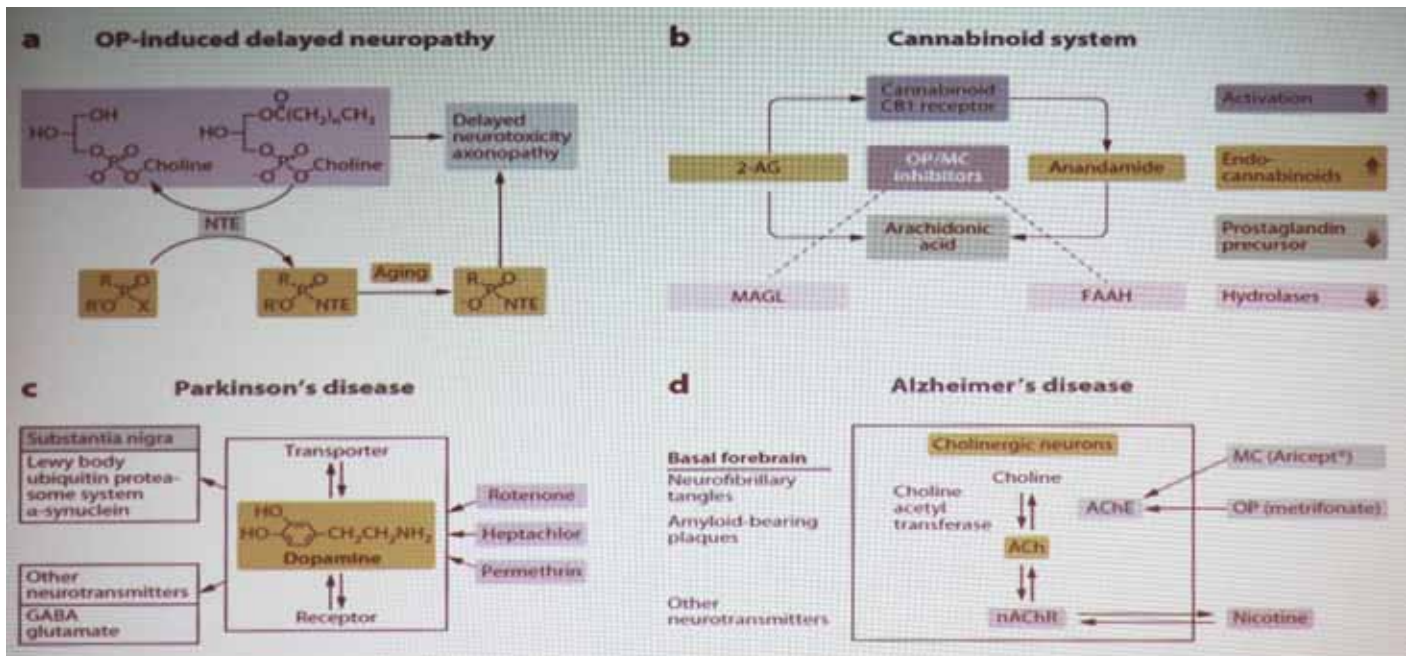 a OP-induced delayed neuropathy
OH
HO
O
OC(CH₂)ₙCH₃
HO
O O
P
⁻O Choline
O O
P
⁻O Choline
Delayed
neurotoxicity
axonopathy
NTE
R O
P
R'O X
R O
P
R'O NTE
Aging
R O
P
⁻O NTE
b Cannabinoid system
Cannabinoid
CB1 receptor
2-AG
OP/MC
inhibitors
Anandamide
Arachidonic
acid
MAGL
FAAH
Activation
Endo-
cannabinoids
Prostaglandin
precursor
Hydrolases
c Parkinson's disease
Substantia nigra
Lewy body
ubiquitin protea-
some system
α-synuclein
Other
neurotransmitters
GABA
glutamate
Transporter
HO
HO CH₂CH₂NH₂
Dopamine
Receptor
Rotenone
Heptachlor
Permethrin
d Alzheimer's disease
Basal forebrain
Neurofibrillary
tangles
Amyloid-bearing
plaques
Other
neurotransmitters
Cholinergic neurons
Choline
Choline
acetyl
transferase
AChE
ACh
nAChR
MC (Aricept®)
OP (metrifonate)
Nicotine